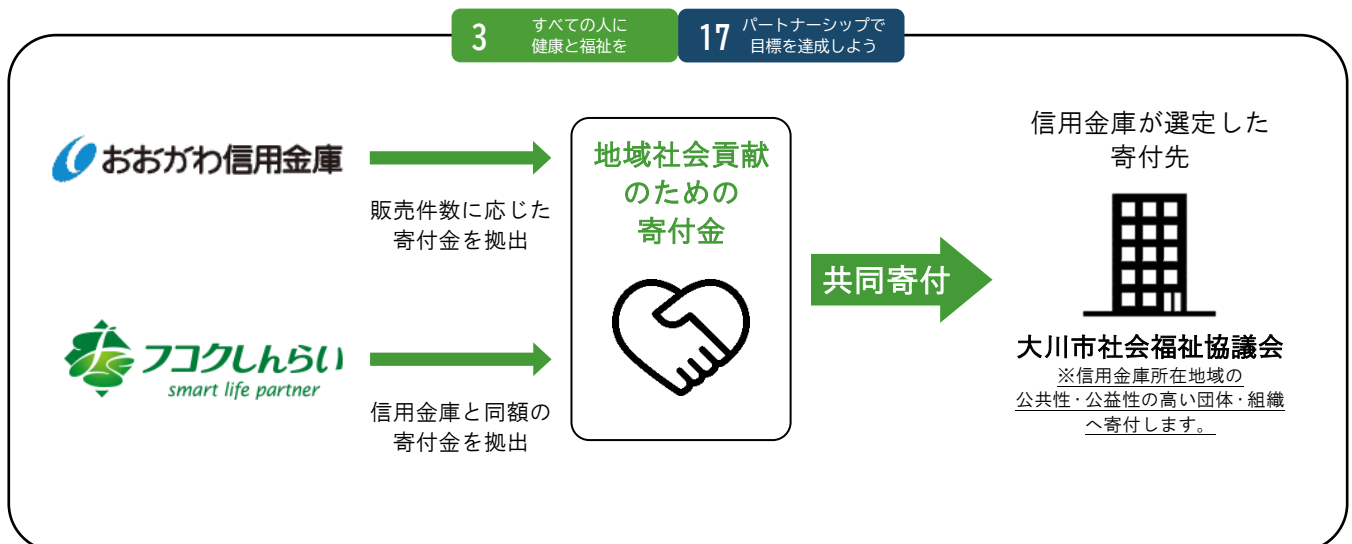 3
すべての人に
健康と福祉を
17
パートナーシップで
目標を達成しよう
おおがわ信用金庫
販売件数に応じた
寄付金を拠出
フコクしんらい
smart life partner
信用金庫と同額の
寄付金を拠出
地域社会貢献
のための
寄付金
共同寄付
信用金庫が選定した
寄付先
大川市社会福祉協議会
※信用金庫所在地域の
公共性・公益性の高い団体・組織
へ寄付します。